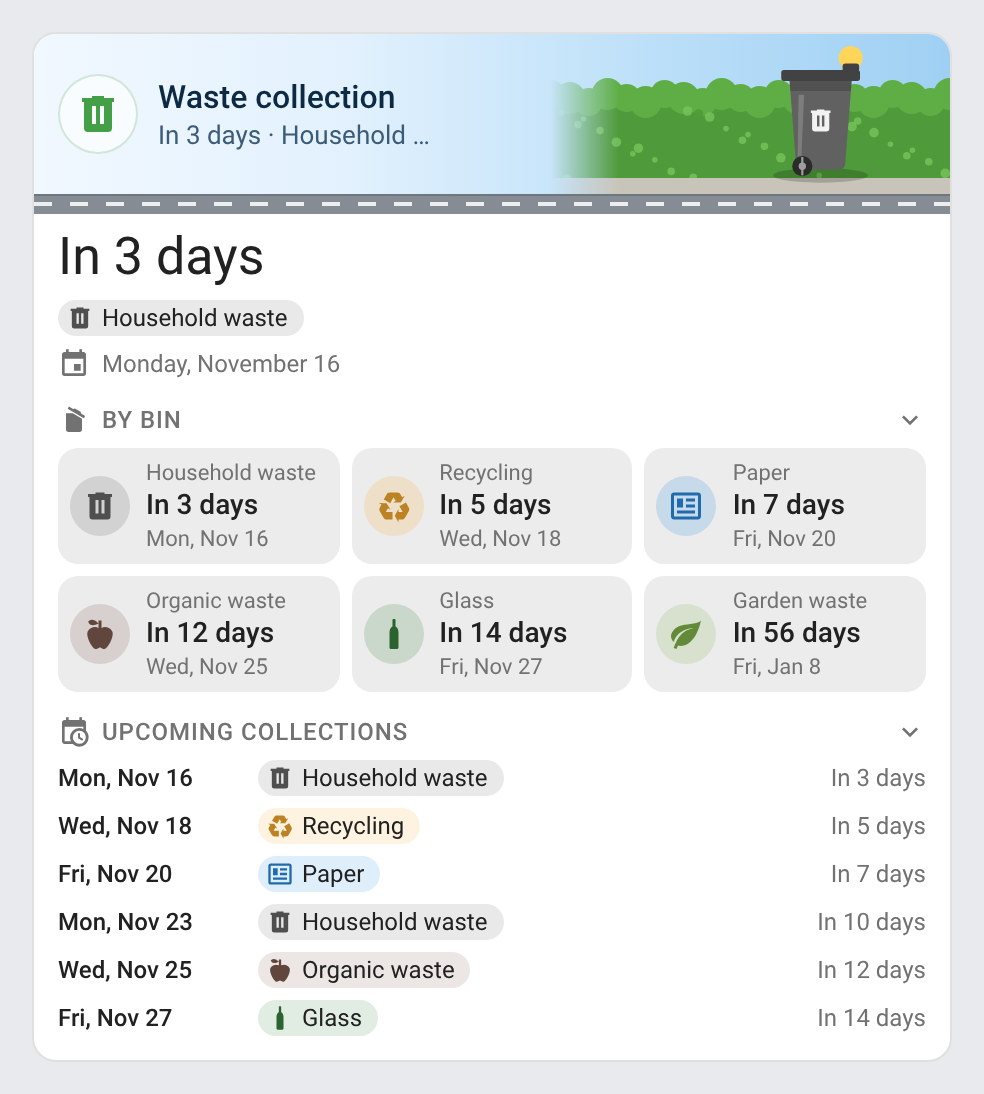 Waste collection
In 3 days · Household ...
In 3 days
Household waste
Monday, November 16
BY BIN
Household waste
In 3 days
Mon, Nov 16
Recycling
In 5 days
Wed, Nov 18
Paper
In 7 days
Fri, Nov 20
Organic waste
In 12 days
Wed, Nov 25
Glass
In 14 days
Fri, Nov 27
Garden waste
In 56 days
Fri, Jan 8
UPCOMING COLLECTIONS
Mon, Nov 16 Household waste In 3 days
Wed, Nov 18 Recycling In 5 days
Fri, Nov 20 Paper In 7 days
Mon, Nov 23 Household waste In 10 days
Wed, Nov 25 Organic waste In 12 days
Fri, Nov 27 Glass In 14 days